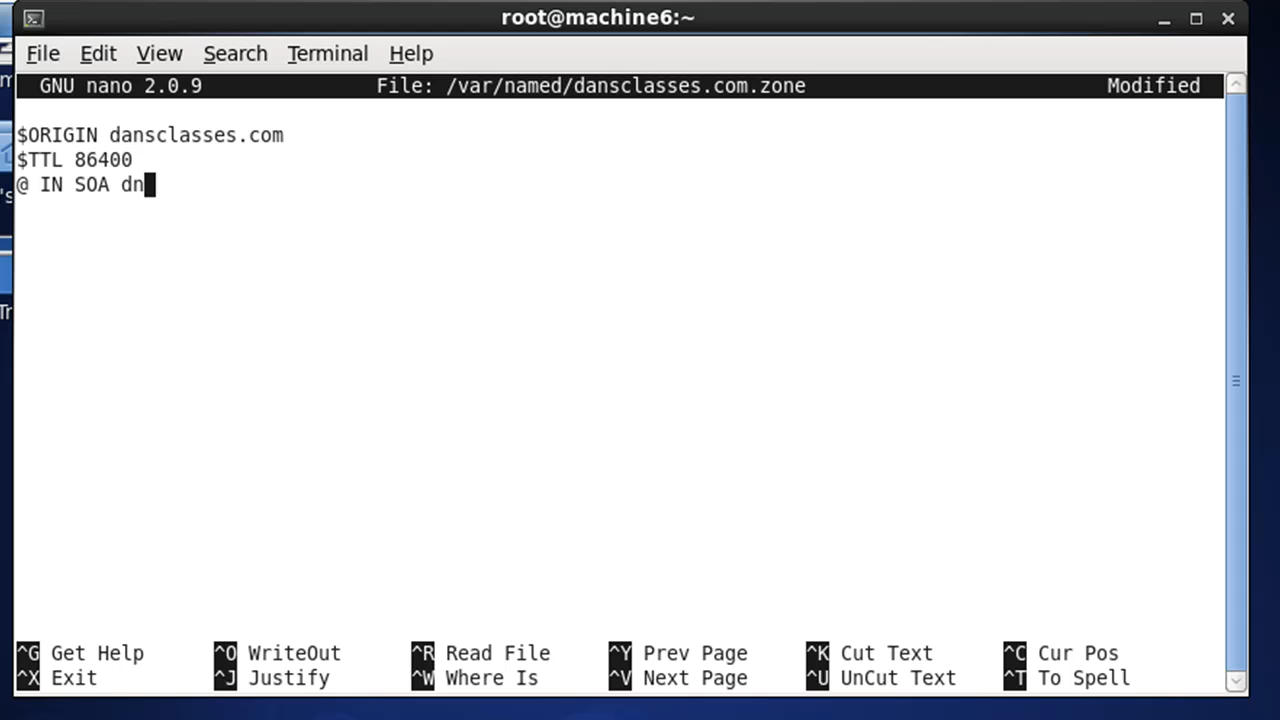 root@machine6:~
File Edit View Search Terminal Help
GNU nano 2.0.9 File: /var/named/dansclasses.com.zone Modified
$ORIGIN dansclasses.com
$TTL 86400
@ IN SOA dn
^G Get Help ^O WriteOut ^R Read File ^Y Prev Page ^K Cut Text ^C Cur Pos
^X Exit ^J Justify ^W Where Is ^V Next Page ^U UnCut Text ^T To Spell
's
Tr